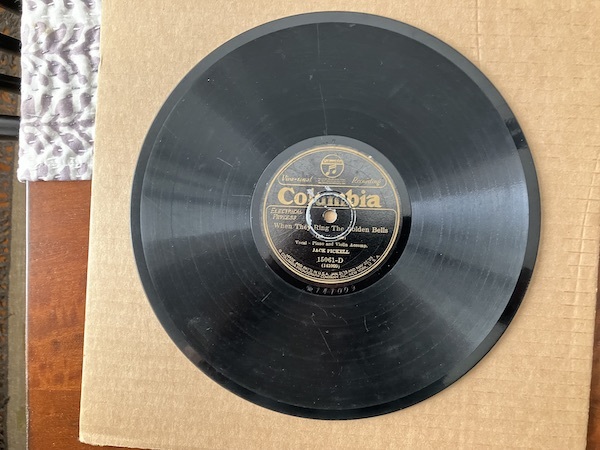 Viva-tonal Recording
Columbia
ELECTRICAL
PROCESS
When They Ring The Golden Bells
Vocal - Piano and Violin Accomp.
JACK PICKELL
15061-D